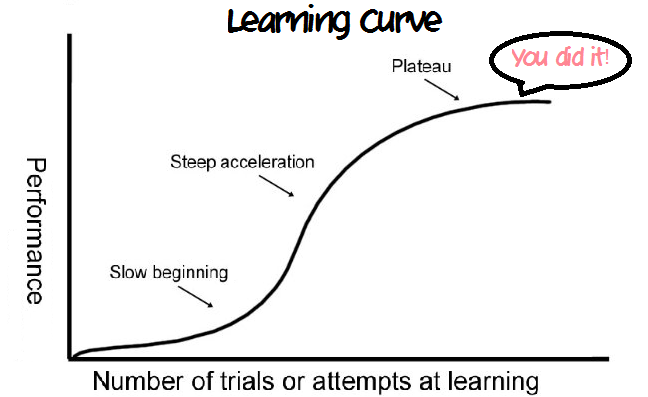 Learning Curve
You did it!
Plateau
Steep acceleration
Slow beginning
Performance
Number of trials or attempts at learning